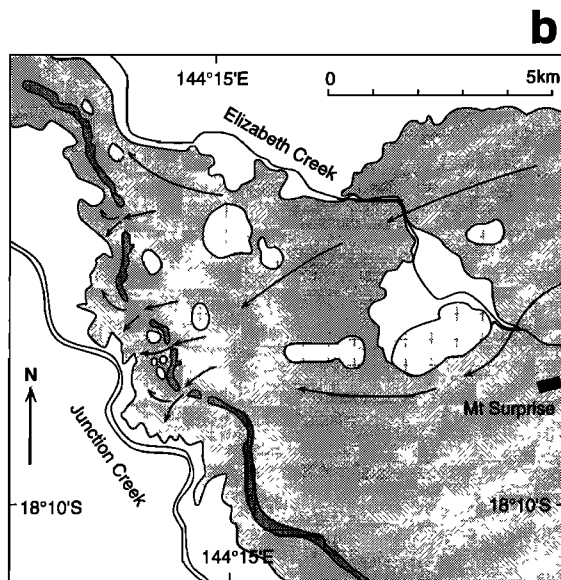 b
144°15'E
0
5km
Elizabeth Creek
N
Mt Surprise
Junction Creek
18°10'S
18°10'S
144°15'E